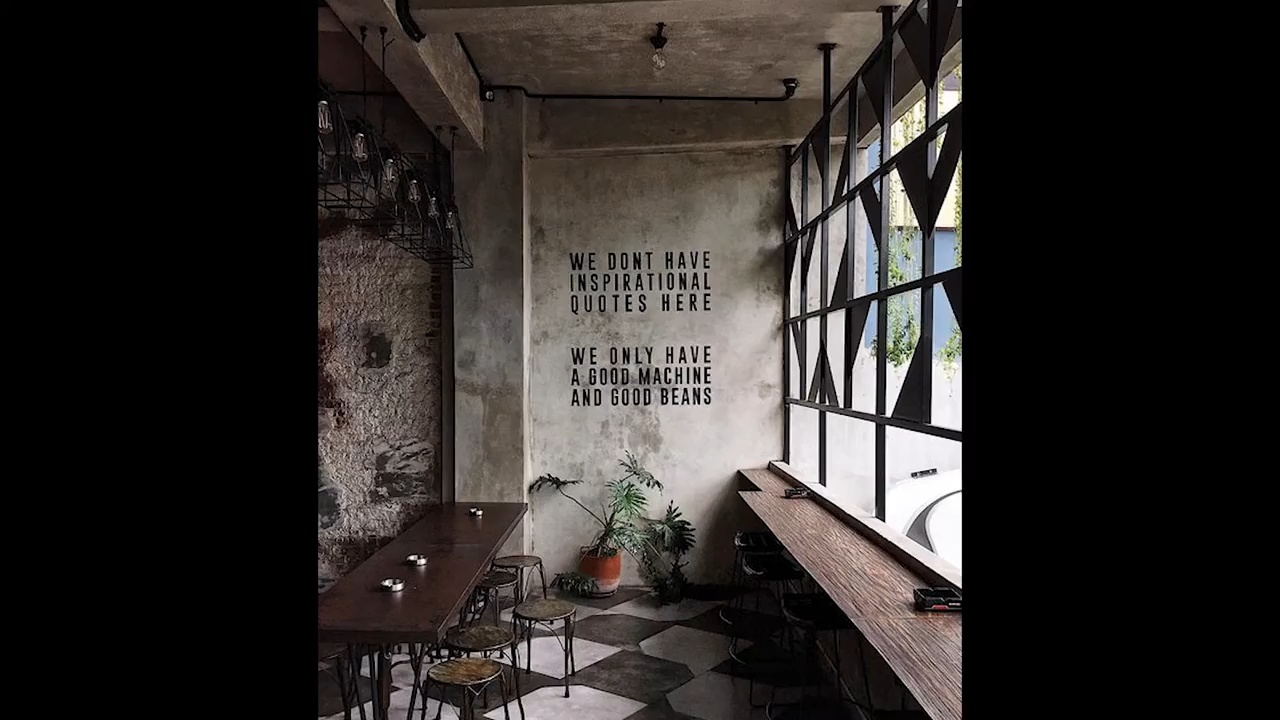 WE DONT HAVE
INSPIRATIONAL
QUOTES HERE
WE ONLY HAVE
A GOOD MACHINE
AND GOOD BEANS